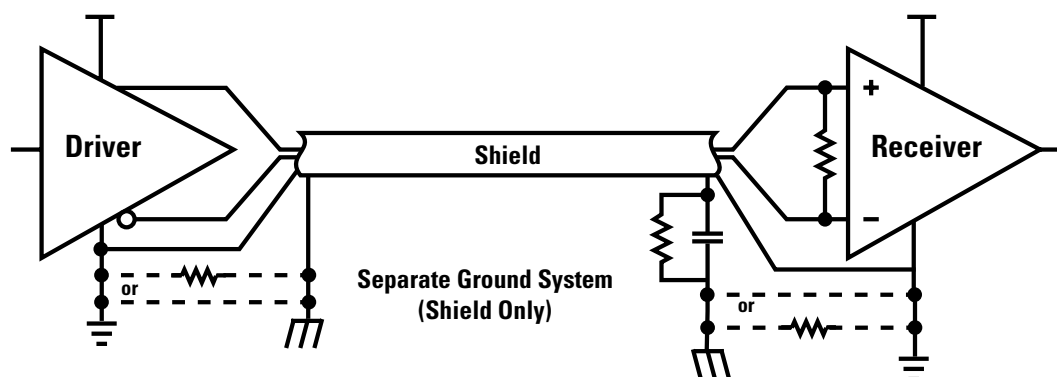 Driver
Shield
+
Receiver
−
or
Separate Ground System
(Shield Only)
or